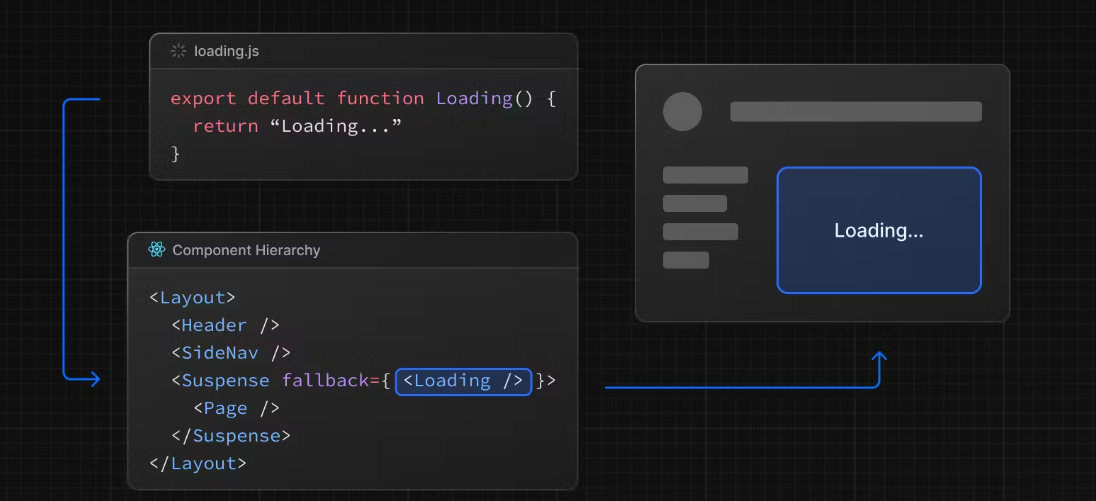 loading.js
export default function Loading() {
  return “Loading...”
}
Component Hierarchy
<Layout>
  <Header />
  <SideNav />
  <Suspense fallback={<Loading />}>
    <Page />
  </Suspense>
</Layout>
Loading...